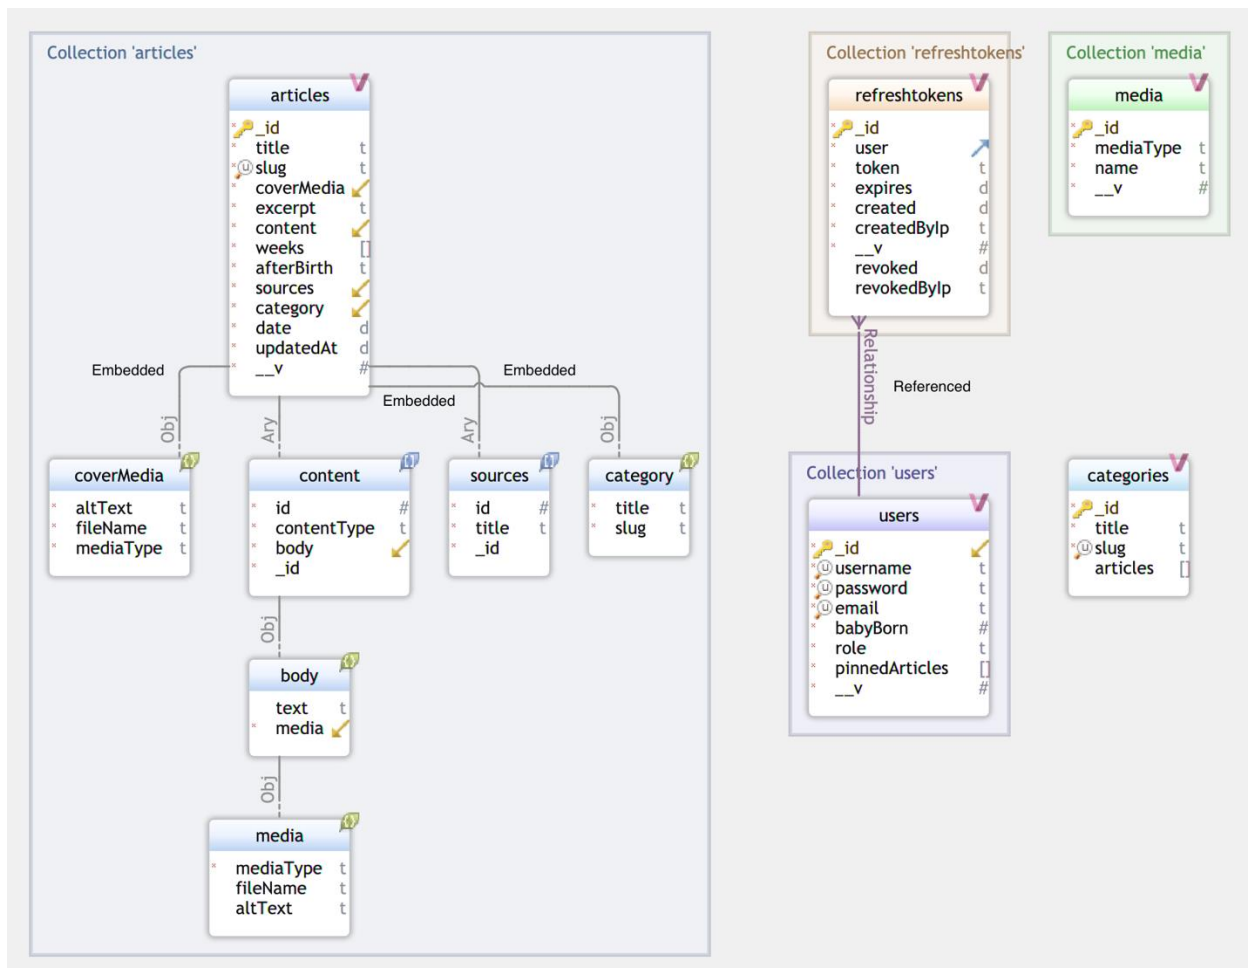 Collection 'articles'
articles
_id
title t
slug t
coverMedia
excerpt t
content
weeks []
afterBirth t
sources
category
date d
updatedAt d
__v #
Embedded
Embedded
Embedded
Obj
Ary
Ary
Obj
coverMedia
altText t
fileName t
mediaType t
content
id #
contentType t
body
_id
sources
id #
title t
_id
category
title t
slug t
Obj
body
text t
media
Obj
media
mediaType t
fileName t
altText t
Collection 'refreshtokens'
refreshtokens
_id
user
token t
expires d
created d
createdByIp t
__v #
revoked d
revokedByIp t
Relationship
Referenced
Collection 'users'
users
_id
u username t
u password t
u email t
babyBorn #
role t
pinnedArticles []
__v #
Collection 'media'
media
_id
mediaType t
name t
__v #
categories
_id
title t
u slug t
articles []